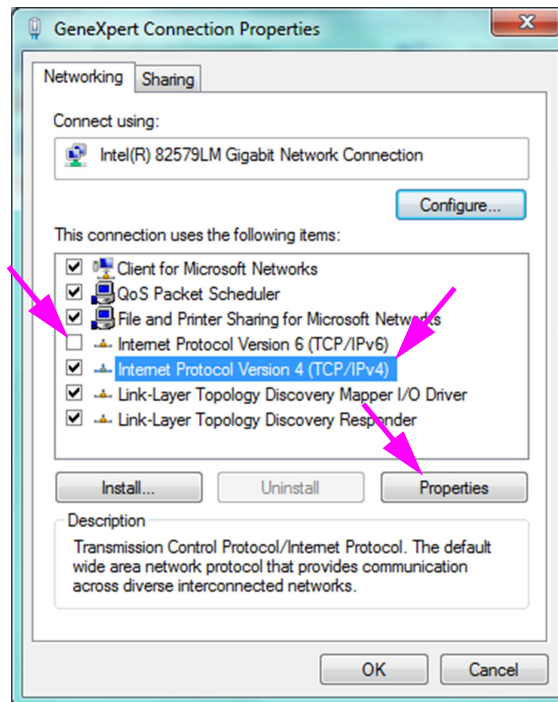 GeneXpert Connection Properties
Networking
Sharing
Connect using:
Intel(R) 82579LM Gigabit Network Connection
Configure...
This connection uses the following items:
Client for Microsoft Networks
QoS Packet Scheduler
File and Printer Sharing for Microsoft Networks
Internet Protocol Version 6 (TCP/IPv6)
Internet Protocol Version 4 (TCP/IPv4)
Link-Layer Topology Discovery Mapper I/O Driver
Link-Layer Topology Discovery Responder
Install...
Uninstall
Properties
Description
Transmission Control Protocol/Internet Protocol. The default
wide area network protocol that provides communication
across diverse interconnected networks.
OK
Cancel